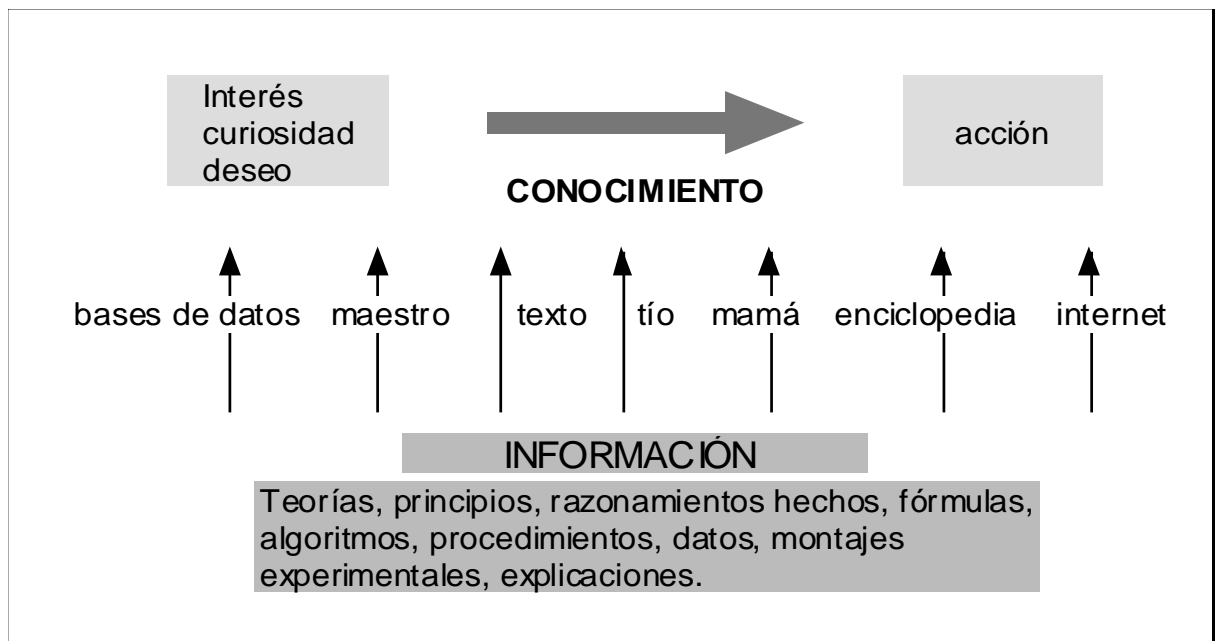 Interés
curiosidad
deseo
acción
CONOCIMIENTO
bases de datos maestro texto tío mamá enciclopedia internet
INFORMACIÓN
Teorías, principios, razonamientos hechos, fórmulas,
algoritmos, procedimientos, datos, montajes
experimentales, explicaciones.